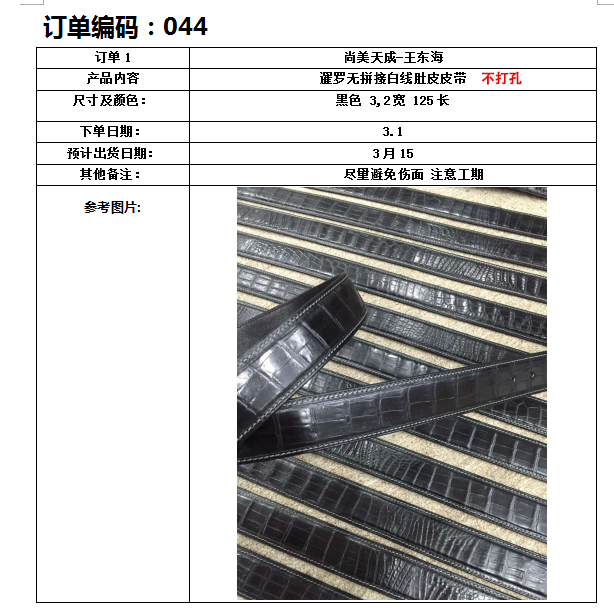 订单编码：044
订单 1
尚美天成-王东海
产品内容
暹罗无拼接白线肚皮皮带 不打孔
尺寸及颜色：
黑色 3,2宽 125长
下单日期：
3.1
预计出货日期：
3月15
其他备注：
尽量避免伤面 注意工期
参考图片: